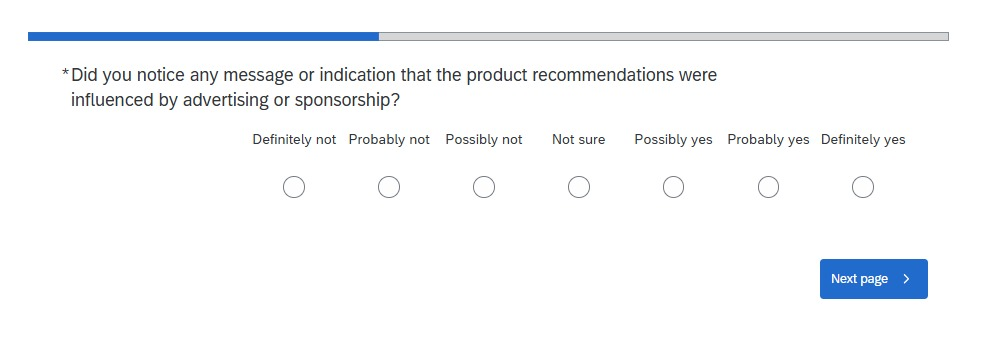 *Did you notice any message or indication that the product recommendations were
influenced by advertising or sponsorship?
Definitely not Probably not Possibly not Not sure Possibly yes Probably yes Definitely yes
Next page